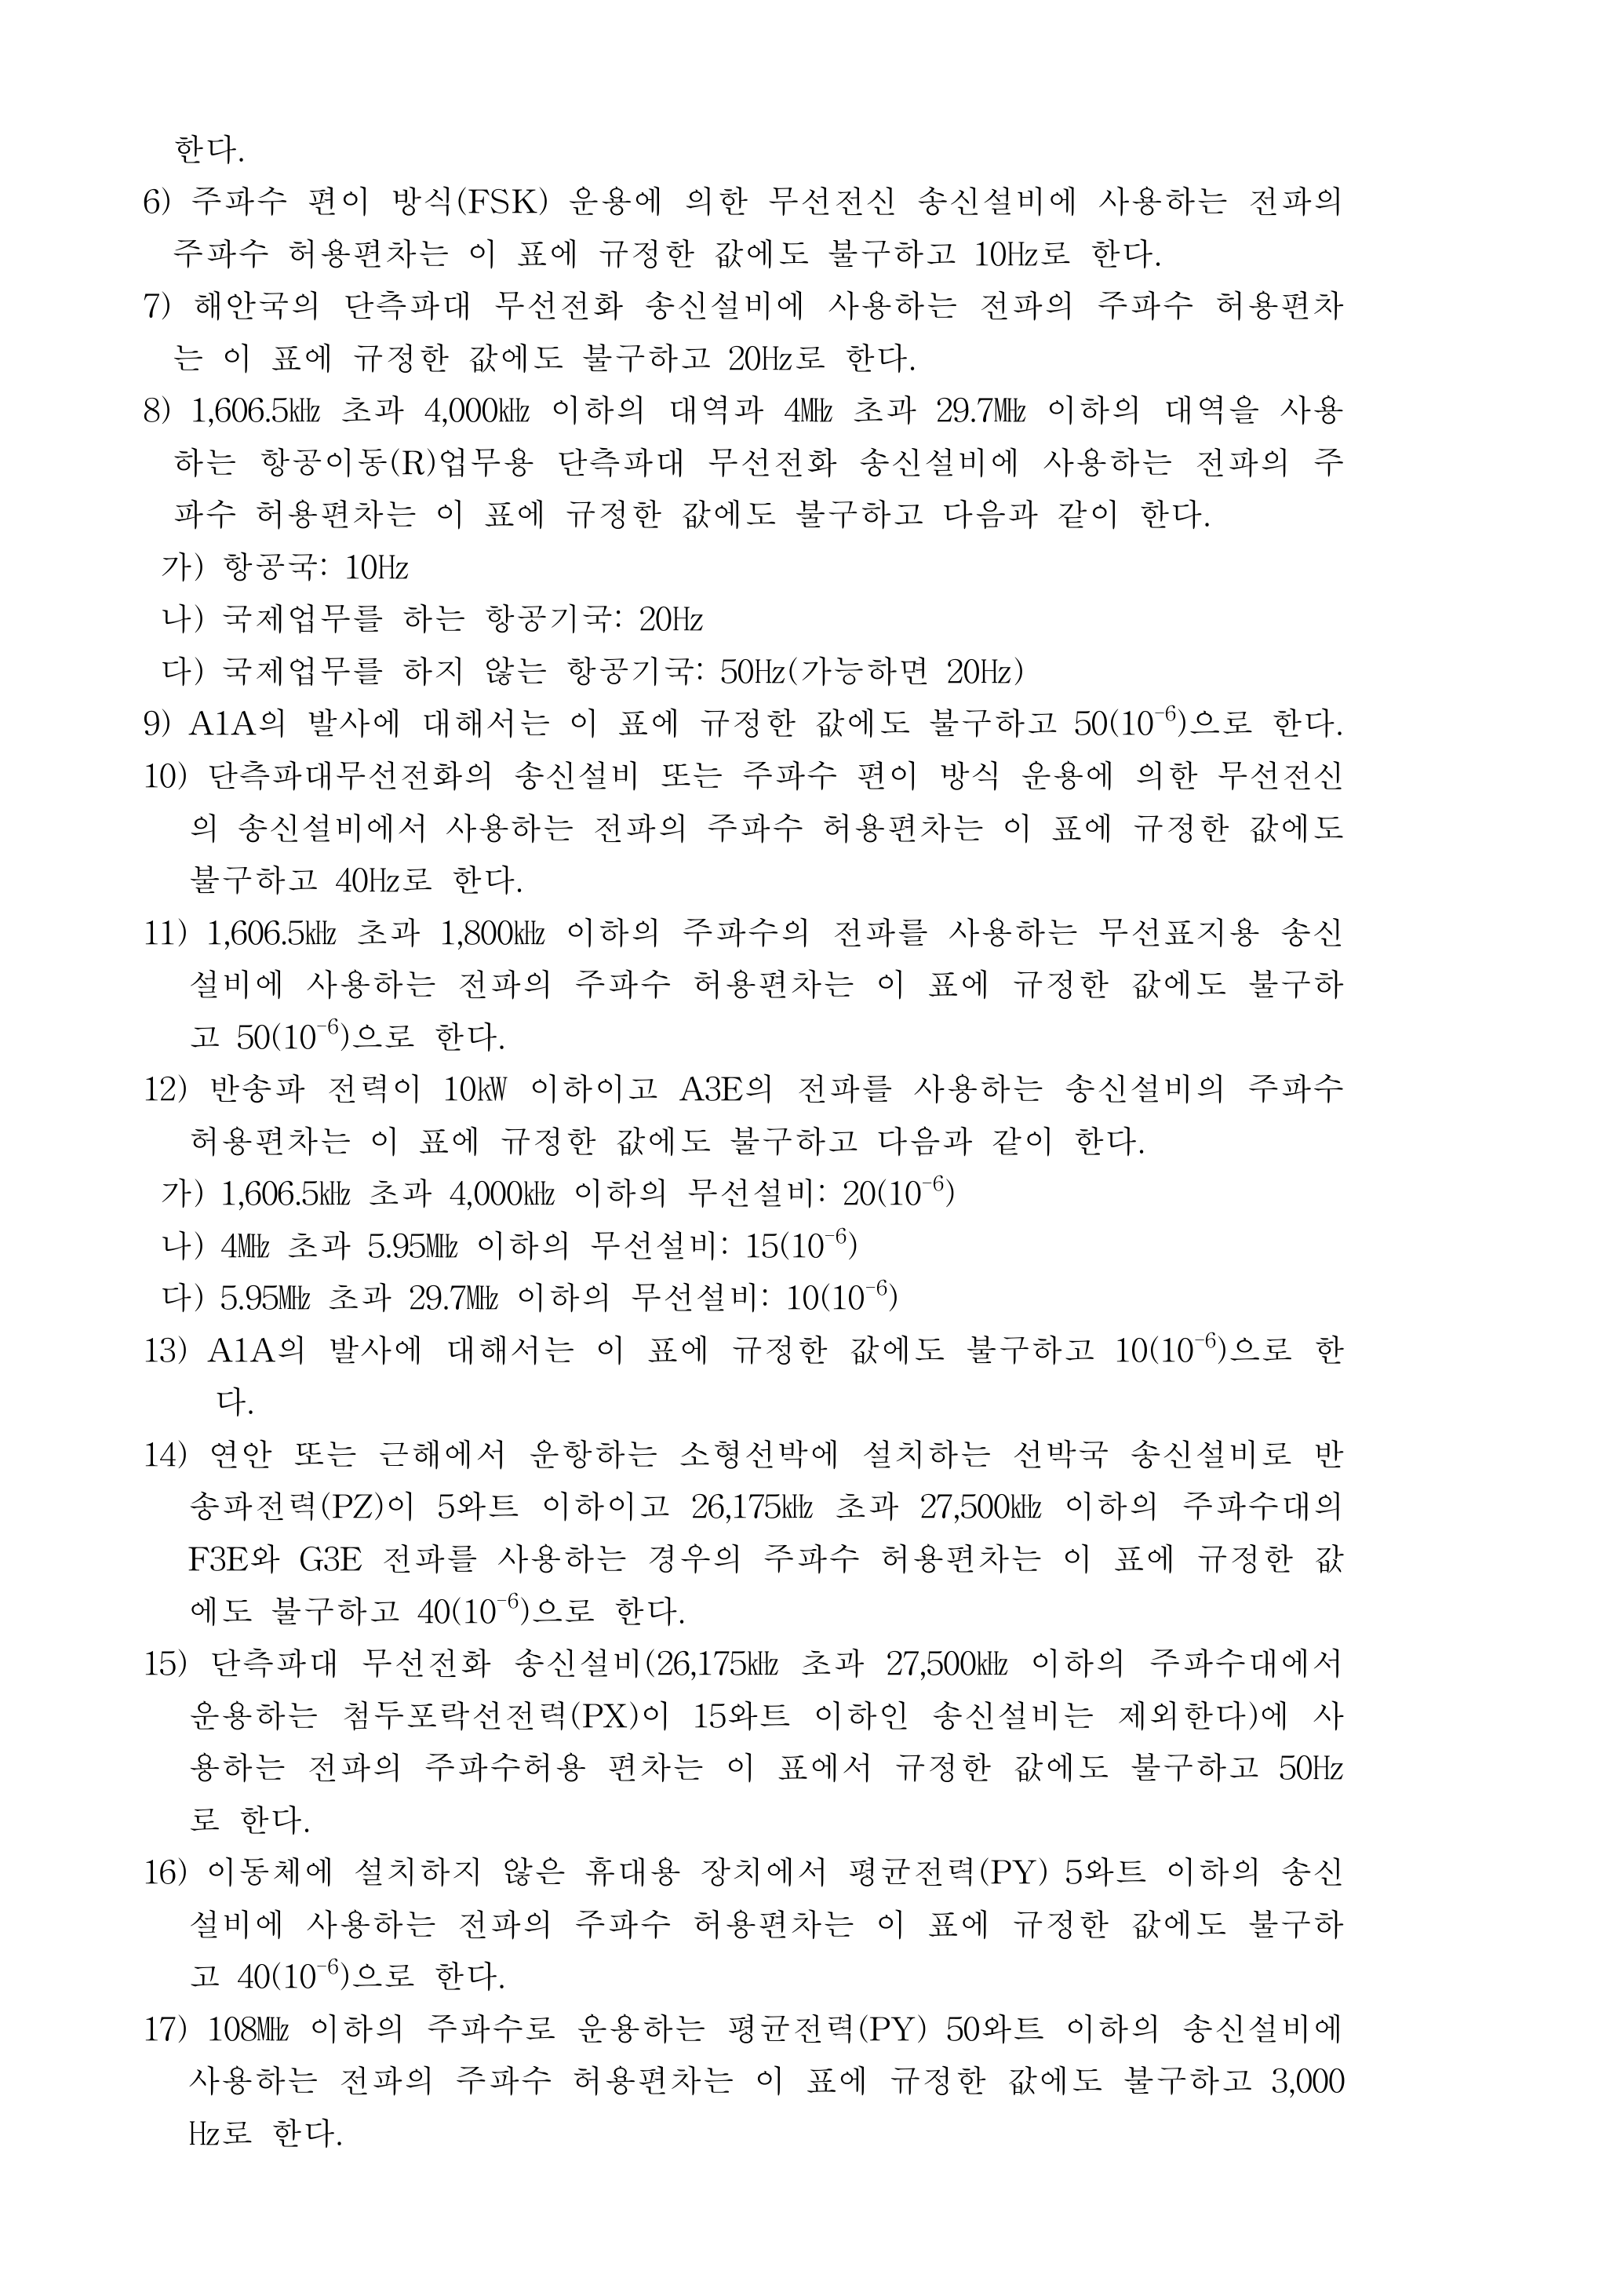 한다.
6) 주파수 편이 방식(FSK) 운용에 의한 무선전신 송신설비에 사용하는 전파의
주파수 허용편차는 이 표에 규정한 값에도 불구하고 10Hz로 한다.
7) 해안국의 단측파대 무선전화 송신설비에 사용하는 전파의 주파수 허용편차
는 이 표에 규정한 값에도 불구하고 20Hz로 한다.
8) 1,606.5㎑ 초과 4,000㎑ 이하의 대역과 4㎒ 초과 29.7㎒ 이하의 대역을 사용
하는 항공이동(R)업무용 단측파대 무선전화 송신설비에 사용하는 전파의 주
파수 허용편차는 이 표에 규정한 값에도 불구하고 다음과 같이 한다.
가) 항공국: 10Hz
나) 국제업무를 하는 항공기국: 20Hz
다) 국제업무를 하지 않는 항공기국: 50Hz(가능하면 20Hz)
9) A1A의 발사에 대해서는 이 표에 규정한 값에도 불구하고 50(10⁻⁶)으로 한다.
10) 단측파대무선전화의 송신설비 또는 주파수 편이 방식 운용에 의한 무선전신
의 송신설비에서 사용하는 전파의 주파수 허용편차는 이 표에 규정한 값에도
불구하고 40Hz로 한다.
11) 1,606.5㎑ 초과 1,800㎑ 이하의 주파수의 전파를 사용하는 무선표지용 송신
설비에 사용하는 전파의 주파수 허용편차는 이 표에 규정한 값에도 불구하
고 50(10⁻⁶)으로 한다.
12) 반송파 전력이 10㎾ 이하이고 A3E의 전파를 사용하는 송신설비의 주파수
허용편차는 이 표에 규정한 값에도 불구하고 다음과 같이 한다.
가) 1,606.5㎑ 초과 4,000㎑ 이하의 무선설비: 20(10⁻⁶)
나) 4㎒ 초과 5.95㎒ 이하의 무선설비: 15(10⁻⁶)
다) 5.95㎒ 초과 29.7㎒ 이하의 무선설비: 10(10⁻⁶)
13) A1A의 발사에 대해서는 이 표에 규정한 값에도 불구하고 10(10⁻⁶)으로 한
다.
14) 연안 또는 근해에서 운항하는 소형선박에 설치하는 선박국 송신설비로 반
송파전력(PZ)이 5와트 이하이고 26,175㎑ 초과 27,500㎑ 이하의 주파수대의
F3E와 G3E 전파를 사용하는 경우의 주파수 허용편차는 이 표에 규정한 값
에도 불구하고 40(10⁻⁶)으로 한다.
15) 단측파대 무선전화 송신설비(26,175㎑ 초과 27,500㎑ 이하의 주파수대에서
운용하는 첨두포락선전력(PX)이 15와트 이하인 송신설비는 제외한다)에 사
용하는 전파의 주파수허용 편차는 이 표에서 규정한 값에도 불구하고 50Hz
로 한다.
16) 이동체에 설치하지 않은 휴대용 장치에서 평균전력(PY) 5와트 이하의 송신
설비에 사용하는 전파의 주파수 허용편차는 이 표에 규정한 값에도 불구하
고 40(10⁻⁶)으로 한다.
17) 108㎒ 이하의 주파수로 운용하는 평균전력(PY) 50와트 이하의 송신설비에
사용하는 전파의 주파수 허용편차는 이 표에 규정한 값에도 불구하고 3,000
Hz로 한다.